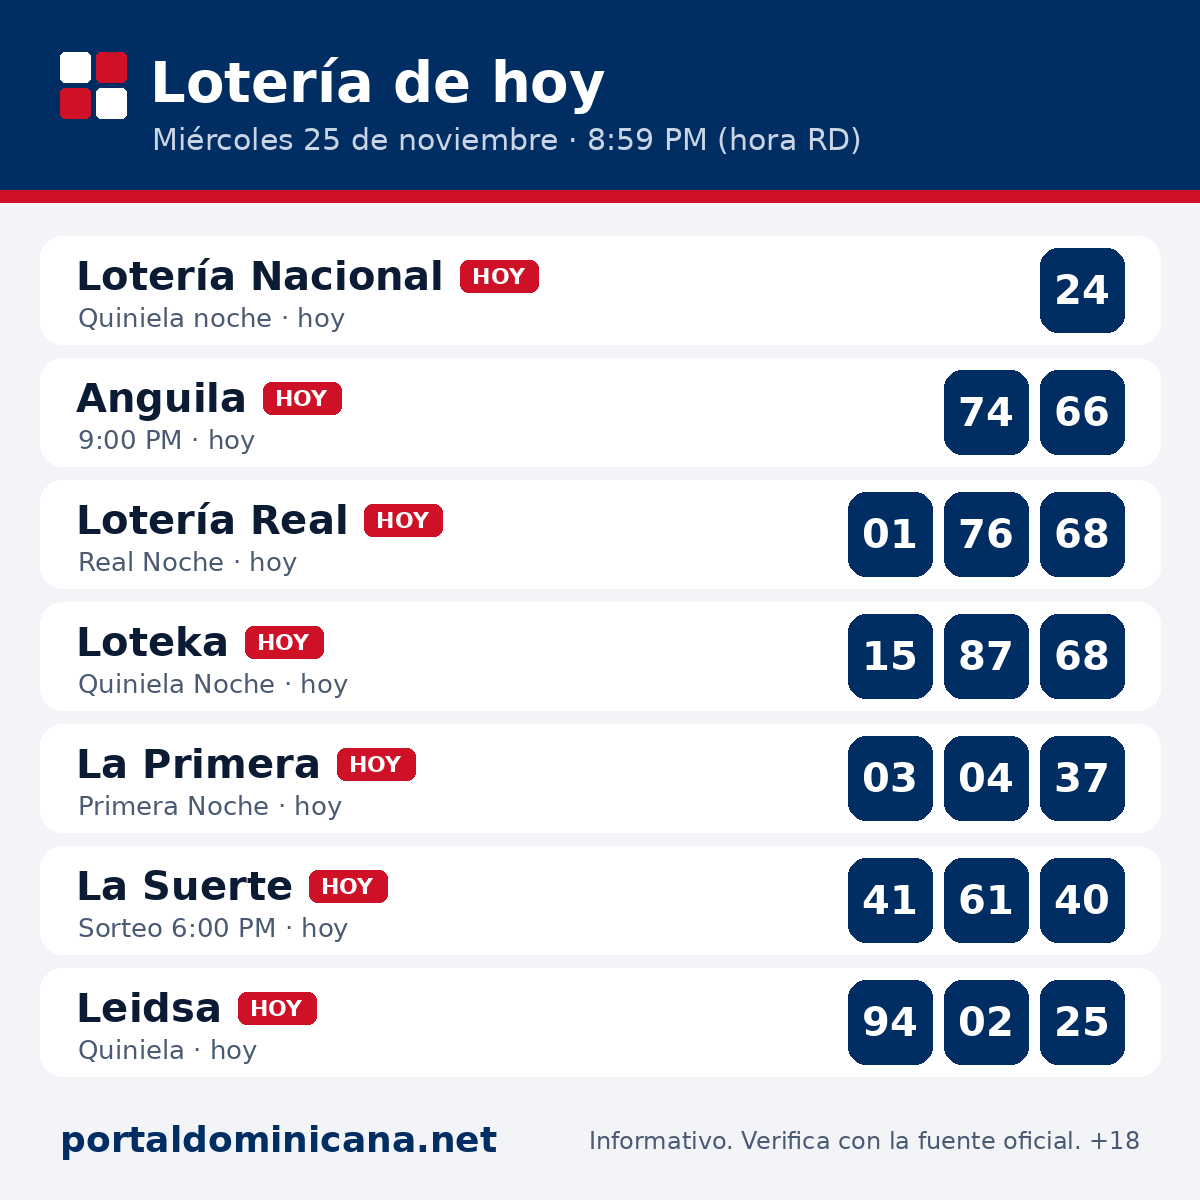 Lotería de hoy
Miércoles 25 de noviembre · 8:59 PM (hora RD)
Lotería Nacional HOY
Quiniela noche · hoy
24
Anguila HOY
9:00 PM · hoy
74 66
Lotería Real HOY
Real Noche · hoy
01 76 68
Loteka HOY
Quiniela Noche · hoy
15 87 68
La Primera HOY
Primera Noche · hoy
03 04 37
La Suerte HOY
Sorteo 6:00 PM · hoy
41 61 40
Leidsa HOY
Quiniela · hoy
94 02 25
portaldominicana.net
Informativo. Verifica con la fuente oficial. +18